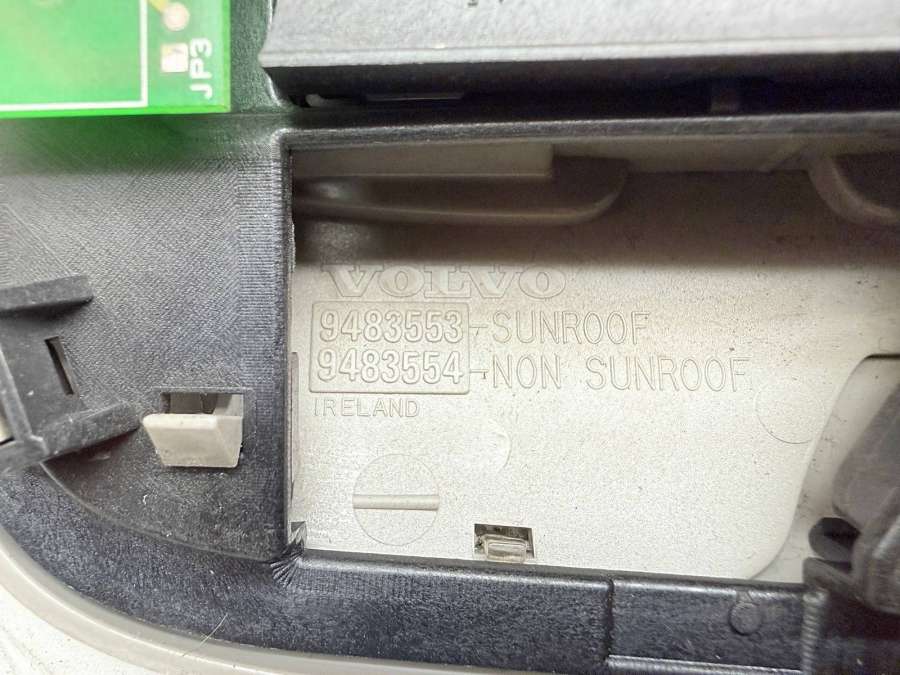 JP3
VOLVO
9483553-SUNROOF
9483554-NON SUNROOF
IRELAND